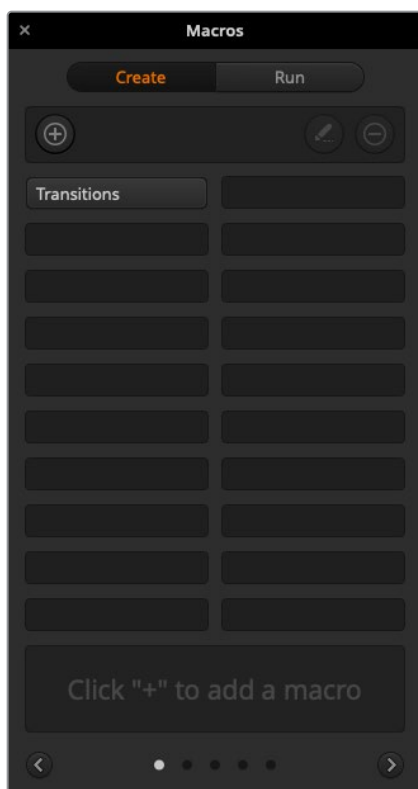 Macros
Create
Run
Transitions
Click "+" to add a macro